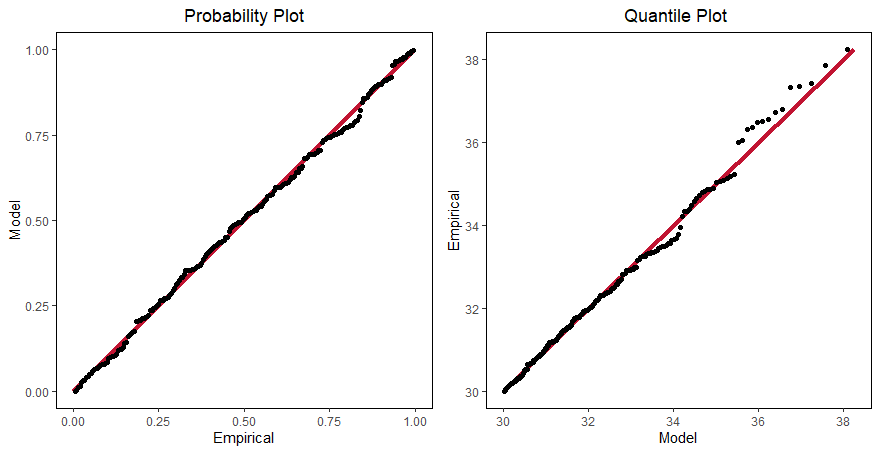 Probability Plot
1.00
0.75
0.50
0.25
0.00
Model
0.00 0.25 0.50 0.75 1.00
Empirical
Quantile Plot
38
36
34
32
30
Empirical
30 32 34 36 38
Model